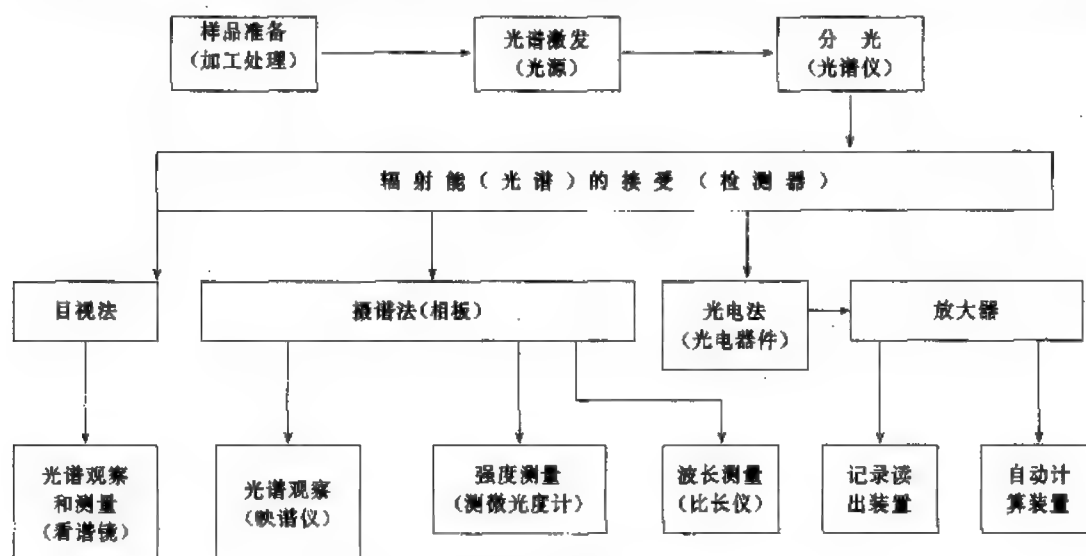 样品准备
(加工处理)
光谱激发
(光源)
分 光
(光谱仪)
辐射能(光谱)的接受(检测器)
目视法
摄谱法(相板)
光电法
(光电器件)
放大器
光谱观察
和测量
(看谱镜)
光谱观察
(映谱仪)
强度测量
(测微光度计)
波长测量
(比长仪)
记录读
出装置
自动计
算装置